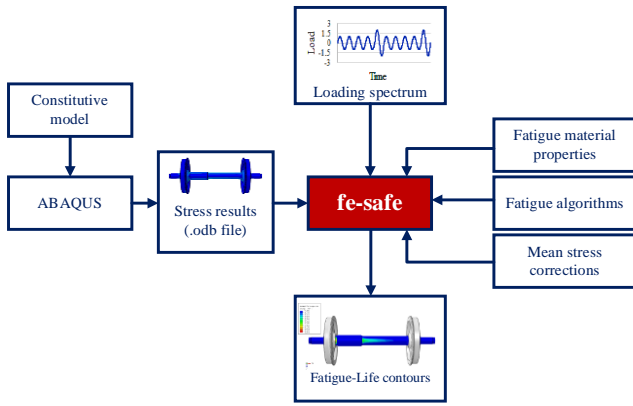 3
1.5
0
-1.5
-3
Load
Time
Loading spectrum
Constitutive
model
ABAQUS
Stress results
(.odb file)
fe-safe
Fatigue material
properties
Fatigue algorithms
Mean stress
corrections
Fatigue-Life contours